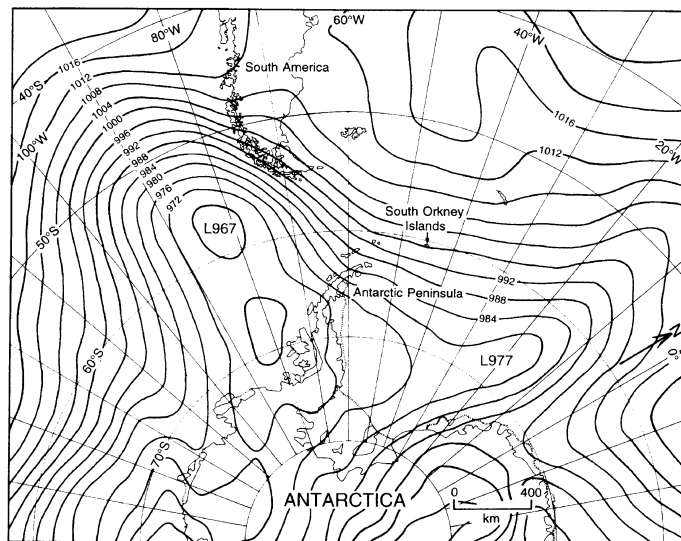 60°W
80°W
40°W
South America
40°S
1016
1012
1008
1004
1000
996
992
988
984
980
976
972
100°W
1016
1012
20°W
50°S
L967
South Orkney
Islands
992
Antarctic Peninsula
988
984
L977
N
0°
60°S
70°S
ANTARCTICA
0 400
km